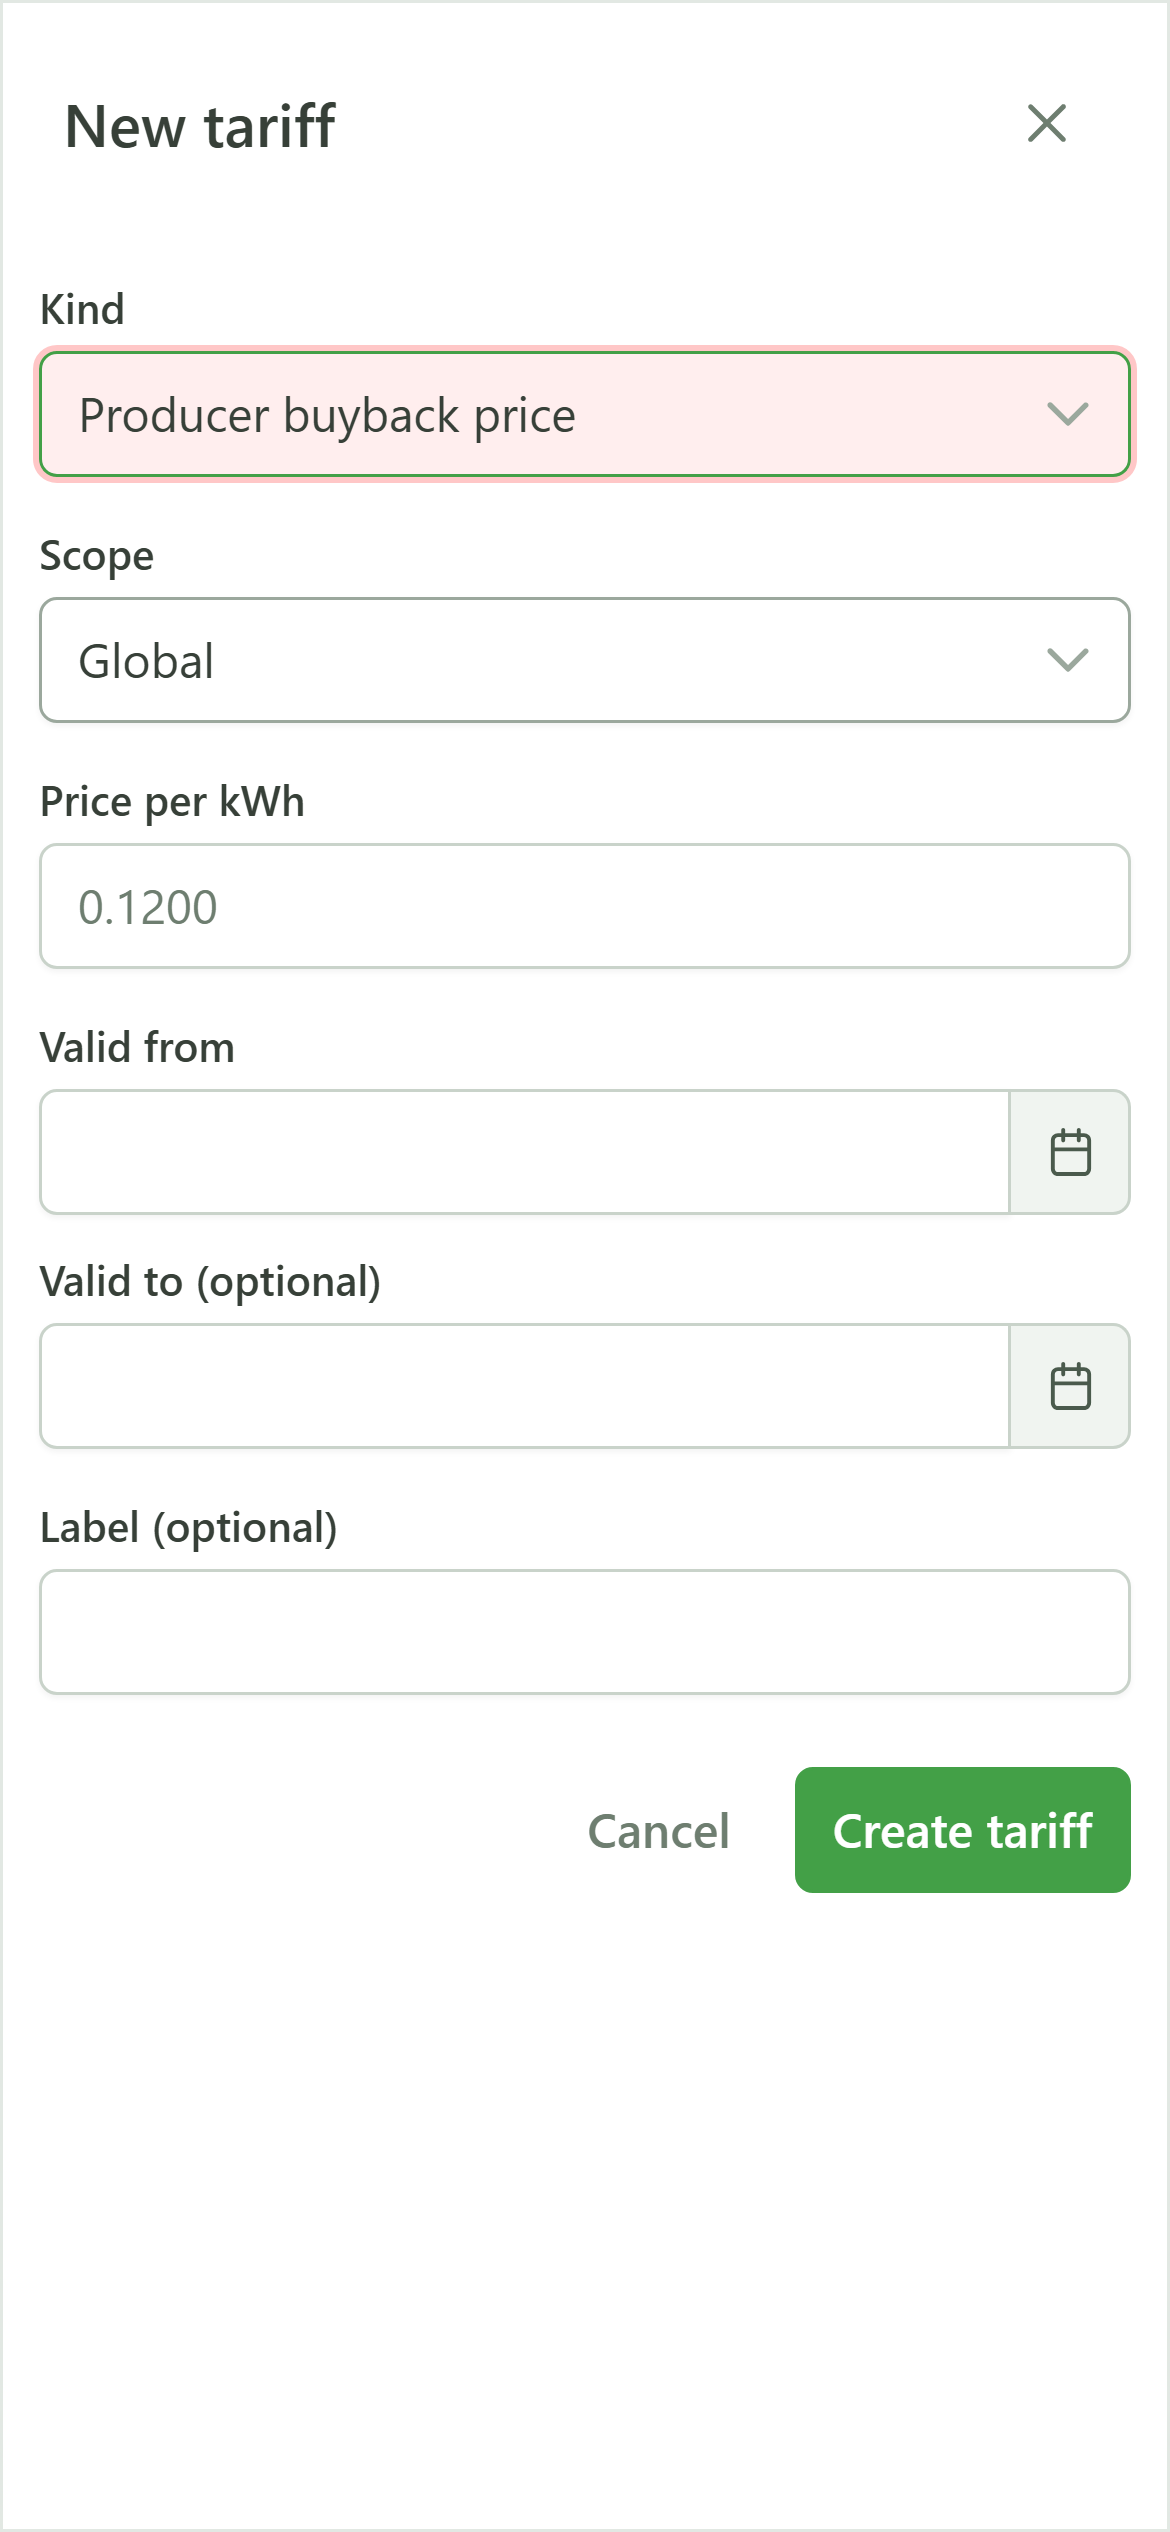 New tariff
Kind
Producer buyback price
Scope
Global
Price per kWh
0.1200
Valid from
Valid to (optional)
Label (optional)
Cancel
Create tariff